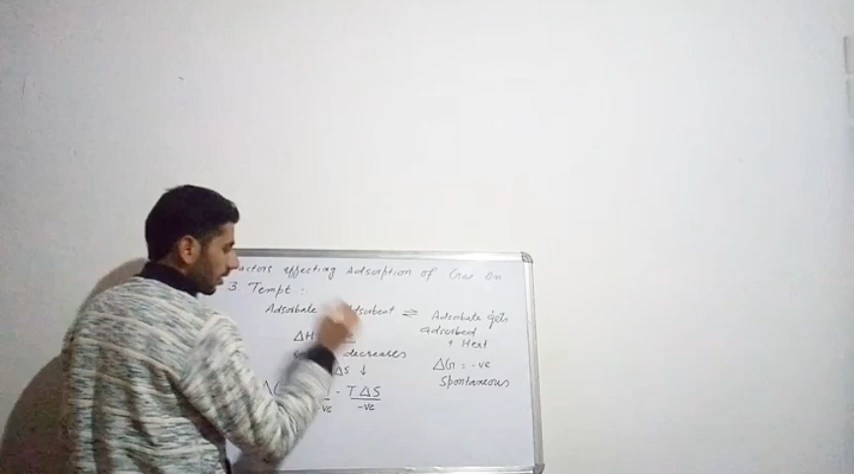 actors effecting Adsorption of Gas on
3. Tempt :
Adsorbate dsorbent ⇌ Adsorbate gets
adsorbed
+ Heat
ΔH
decreases
ΔS ↓
ΔG = -ve
Spontaneous
- TΔS
-ve -ve